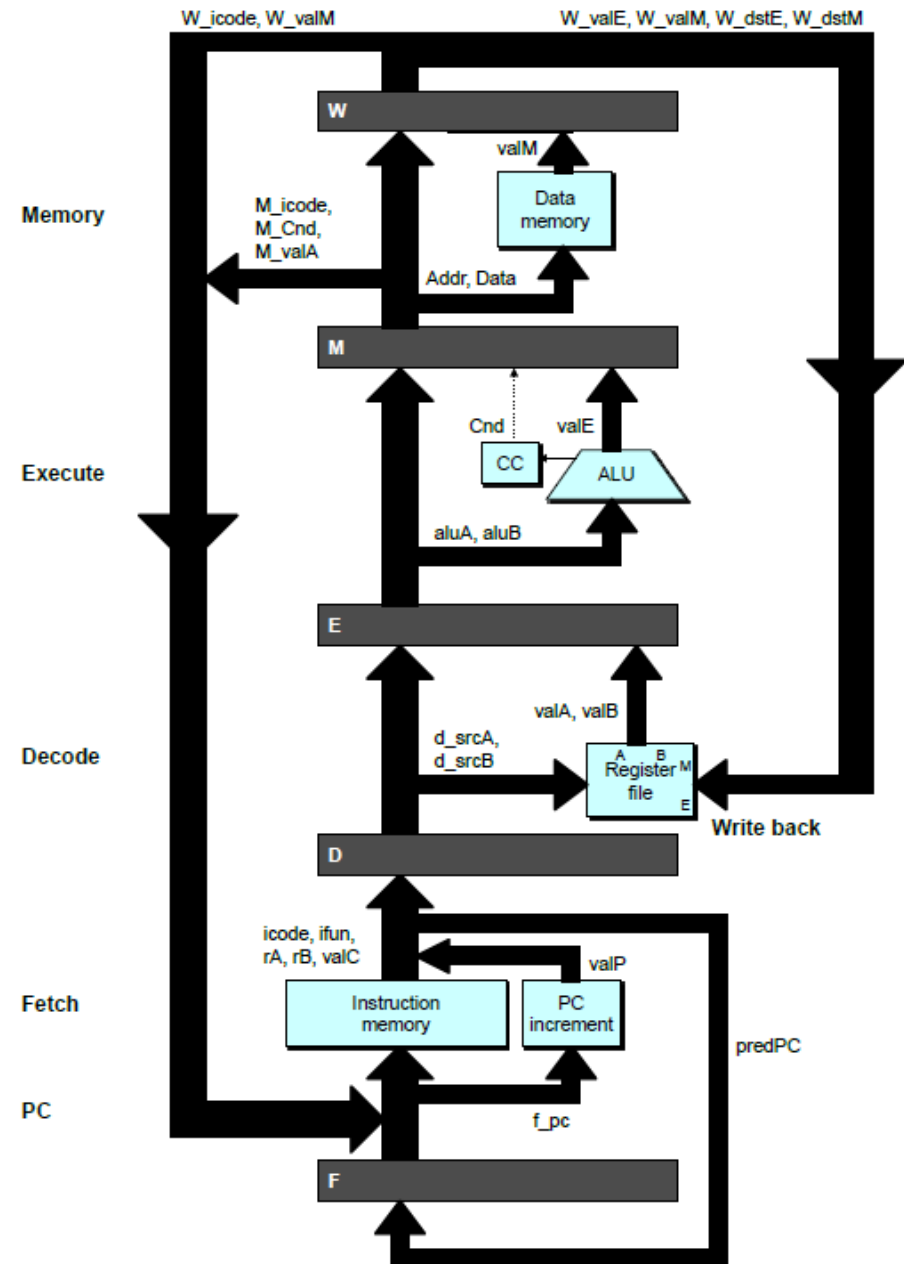 W_icode, W_valM
W_valE, W_valM, W_dstE, W_dstM
W
valM
Data
memory
Memory
M_icode,
M_Cnd,
M_valA
Addr, Data
M
Cnd
valE
CC
ALU
Execute
aluA, aluB
E
valA, valB
d_srcA,
d_srcB
Decode
A B
Register M
file
E
Write back
D
icode, ifun,
rA, rB, valC
valP
Fetch
Instruction
memory
PC
increment
predPC
PC
f_pc
F